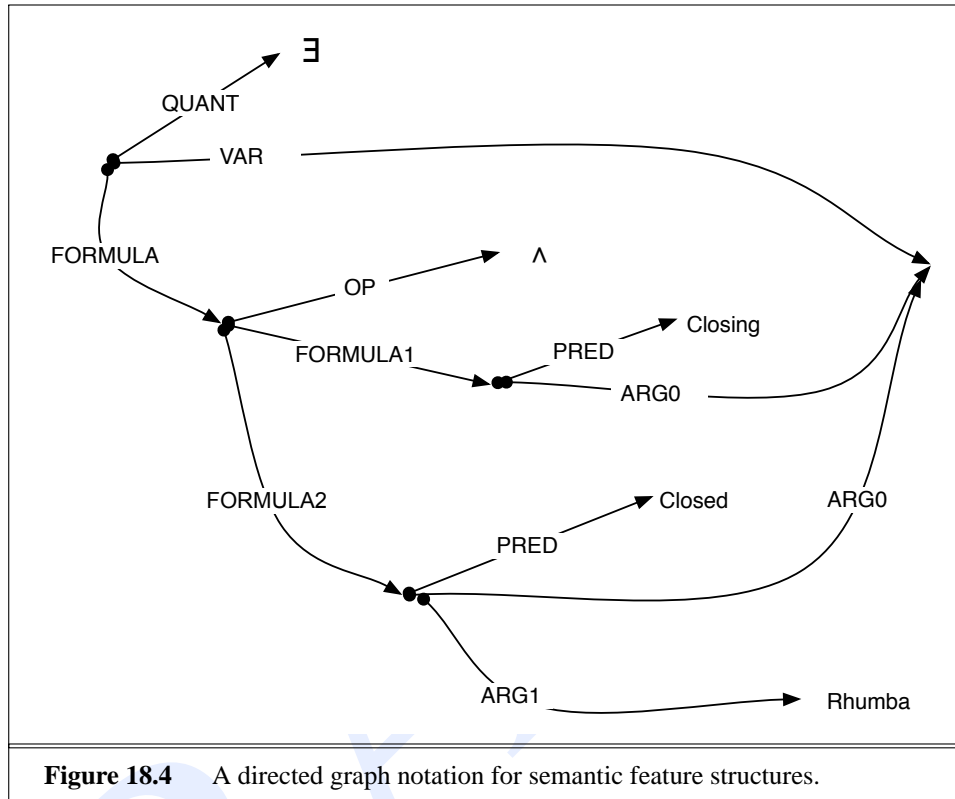 ∃
QUANT
VAR
FORMULA
OP
∧
Closing
PRED
FORMULA1
ARG0
FORMULA2
Closed
ARG0
PRED
ARG1
Rhumba
Figure 18.4 A directed graph notation for semantic feature structures.